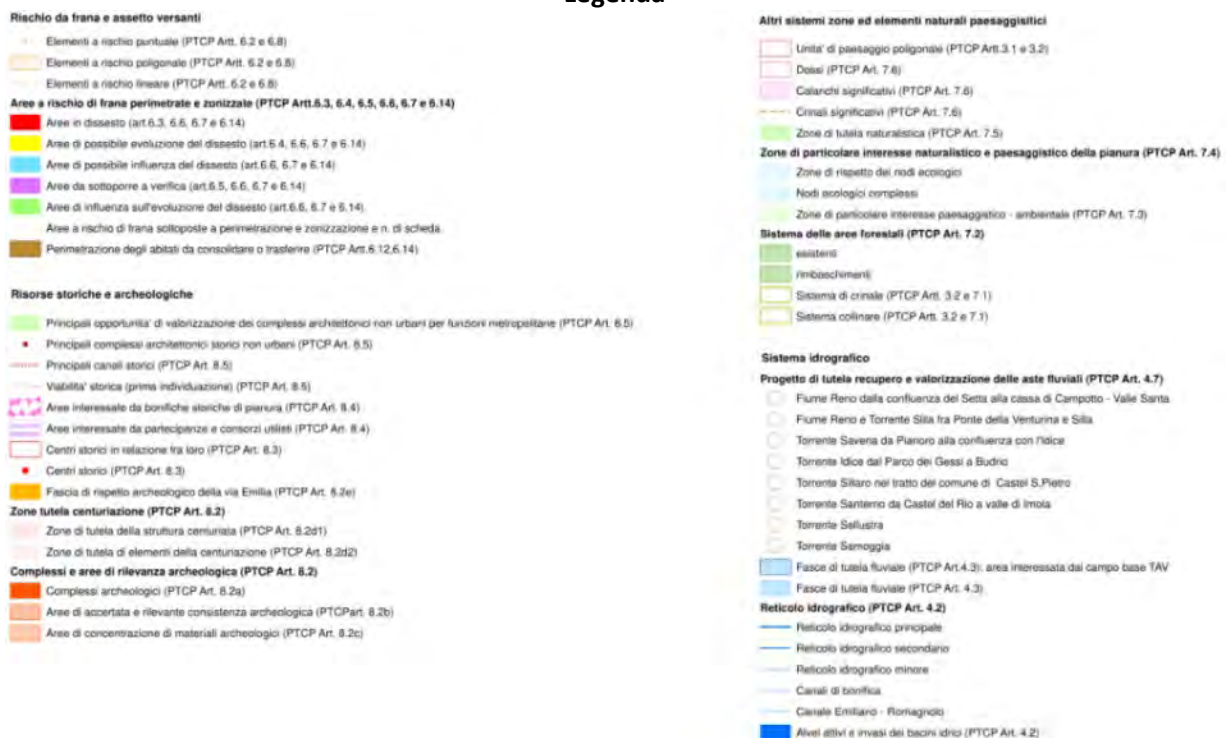 Legenda
Rischio da frana e assetto versanti
Elementi a rischio puntuale (PTCP Artt. 6.2 e 6.8)
Elementi a rischio poligonale (PTCP Artt. 6.2 e 6.8)
Elementi a rischio lineare (PTCP Artt. 6.2 e 6.8)
Aree a rischio di frana perimetrate e zonizzate (PTCP Artt.6.3, 6.4, 6.5, 6.6, 6.7 e 6.14)
Aree in dissesto (art.6.3, 6.6, 6.7 e 6.14)
Aree di possibile evoluzione del dissesto (art.6.4, 6.6, 6.7 e 6.14)
Aree di possibile influenza del dissesto (art.6.6, 6.7 e 6.14)
Aree da sottoporre a verifica (art.6.5, 6.6, 6.7 e 6.14)
Aree di influenza sull'evoluzione del dissesto (art.6.6, 6.7 e 6.14)
Aree a rischio di frana sottoposte a perimetrazione e zonizzazione e n. di scheda
Perimetrazione degli abitati da consolidare o trasferire (PTCP Artt.6.12,6.14)
Risorse storiche e archeologiche
Principali opportunita' di valorizzazione dei complessi architettonici non urbani per funzioni metropolitane (PTCP Art. 8.5)
Principali complessi architettonici storici non urbani (PTCP Art. 8.5)
Principali canali storici (PTCP Art. 8.5)
Viabilita' storica (prima individuazione) (PTCP Art. 8.5)
Aree interessate da bonifiche storiche di pianura (PTCP Art. 8.4)
Aree interessate da partecipanze e consorzi utilisti (PTCP Art. 8.4)
Centri storici in relazione fra loro (PTCP Art. 8.3)
Centri storici (PTCP Art. 8.3)
Fascia di rispetto archeologico della via Emilia (PTCP Art. 8.2e)
Zone tutela centuriazione (PTCP Art. 8.2)
Zone di tutela della struttura centuriata (PTCP Art. 8.2d1)
Zone di tutela di elementi della centuriazione (PTCP Art. 8.2d2)
Complessi e aree di rilevanza archeologica (PTCP Art. 8.2)
Complessi archeologici (PTCP Art. 8.2a)
Aree di accertata e rilevante consistenza archeologica (PTCPart. 8.2b)
Aree di concentrazione di materiali archeologici (PTCP Art. 8.2c)
Altri sistemi zone ed elementi naturali paesaggisitici
Unita' di paesaggio poligonale (PTCP Artt.3.1 e 3.2)
Dossi (PTCP Art. 7.6)
Calanchi significativi (PTCP Art. 7.6)
Crinali significativi (PTCP Art. 7.6)
Zone di tutela naturalistica (PTCP Art. 7.5)
Zone di particolare interesse naturalistico e paesaggistico della pianura (PTCP Art. 7.4)
Zone di rispetto dei nodi ecologici
Nodi ecologici complessi
Zone di particolare interesse paesaggistico - ambientale (PTCP Art. 7.3)
Sistema delle aree forestali (PTCP Art. 7.2)
esistenti
rimboschimenti
Sistema di crinale (PTCP Artt. 3.2 e 7.1)
Sistema collinare (PTCP Artt. 3.2 e 7.1)
Sistema idrografico
Progetto di tutela recupero e valorizzazione delle aste fluviali (PTCP Art. 4.7)
Fiume Reno dalla confluenza del Setta alla cassa di Campotto - Valle Santa
Fiume Reno e Torrente Silla fra Ponte della Venturina e Silla
Torrente Savena da Pianoro alla confluenza con l'Idice
Torrente Idice dal Parco dei Gessi a Budrio
Torrente Sillaro nel tratto del comune di Castel S.Pietro
Torrente Santerno da Castel del Rio a valle di Imola
Torrente Sellustra
Torrente Samoggia
Fasce di tutela fluviale (PTCP Art.4.3): area interessata dal campo base TAV
Fasce di tutela fluviale (PTCP Art. 4.3)
Reticolo idrografico (PTCP Art. 4.2)
Reticolo idrografico principale
Reticolo idrografico secondario
Reticolo idrografico minore
Canali di bonifica
Canale Emiliano - Romagnolo
Alvei attivi e invasi dei bacini idrici (PTCP Art. 4.2)